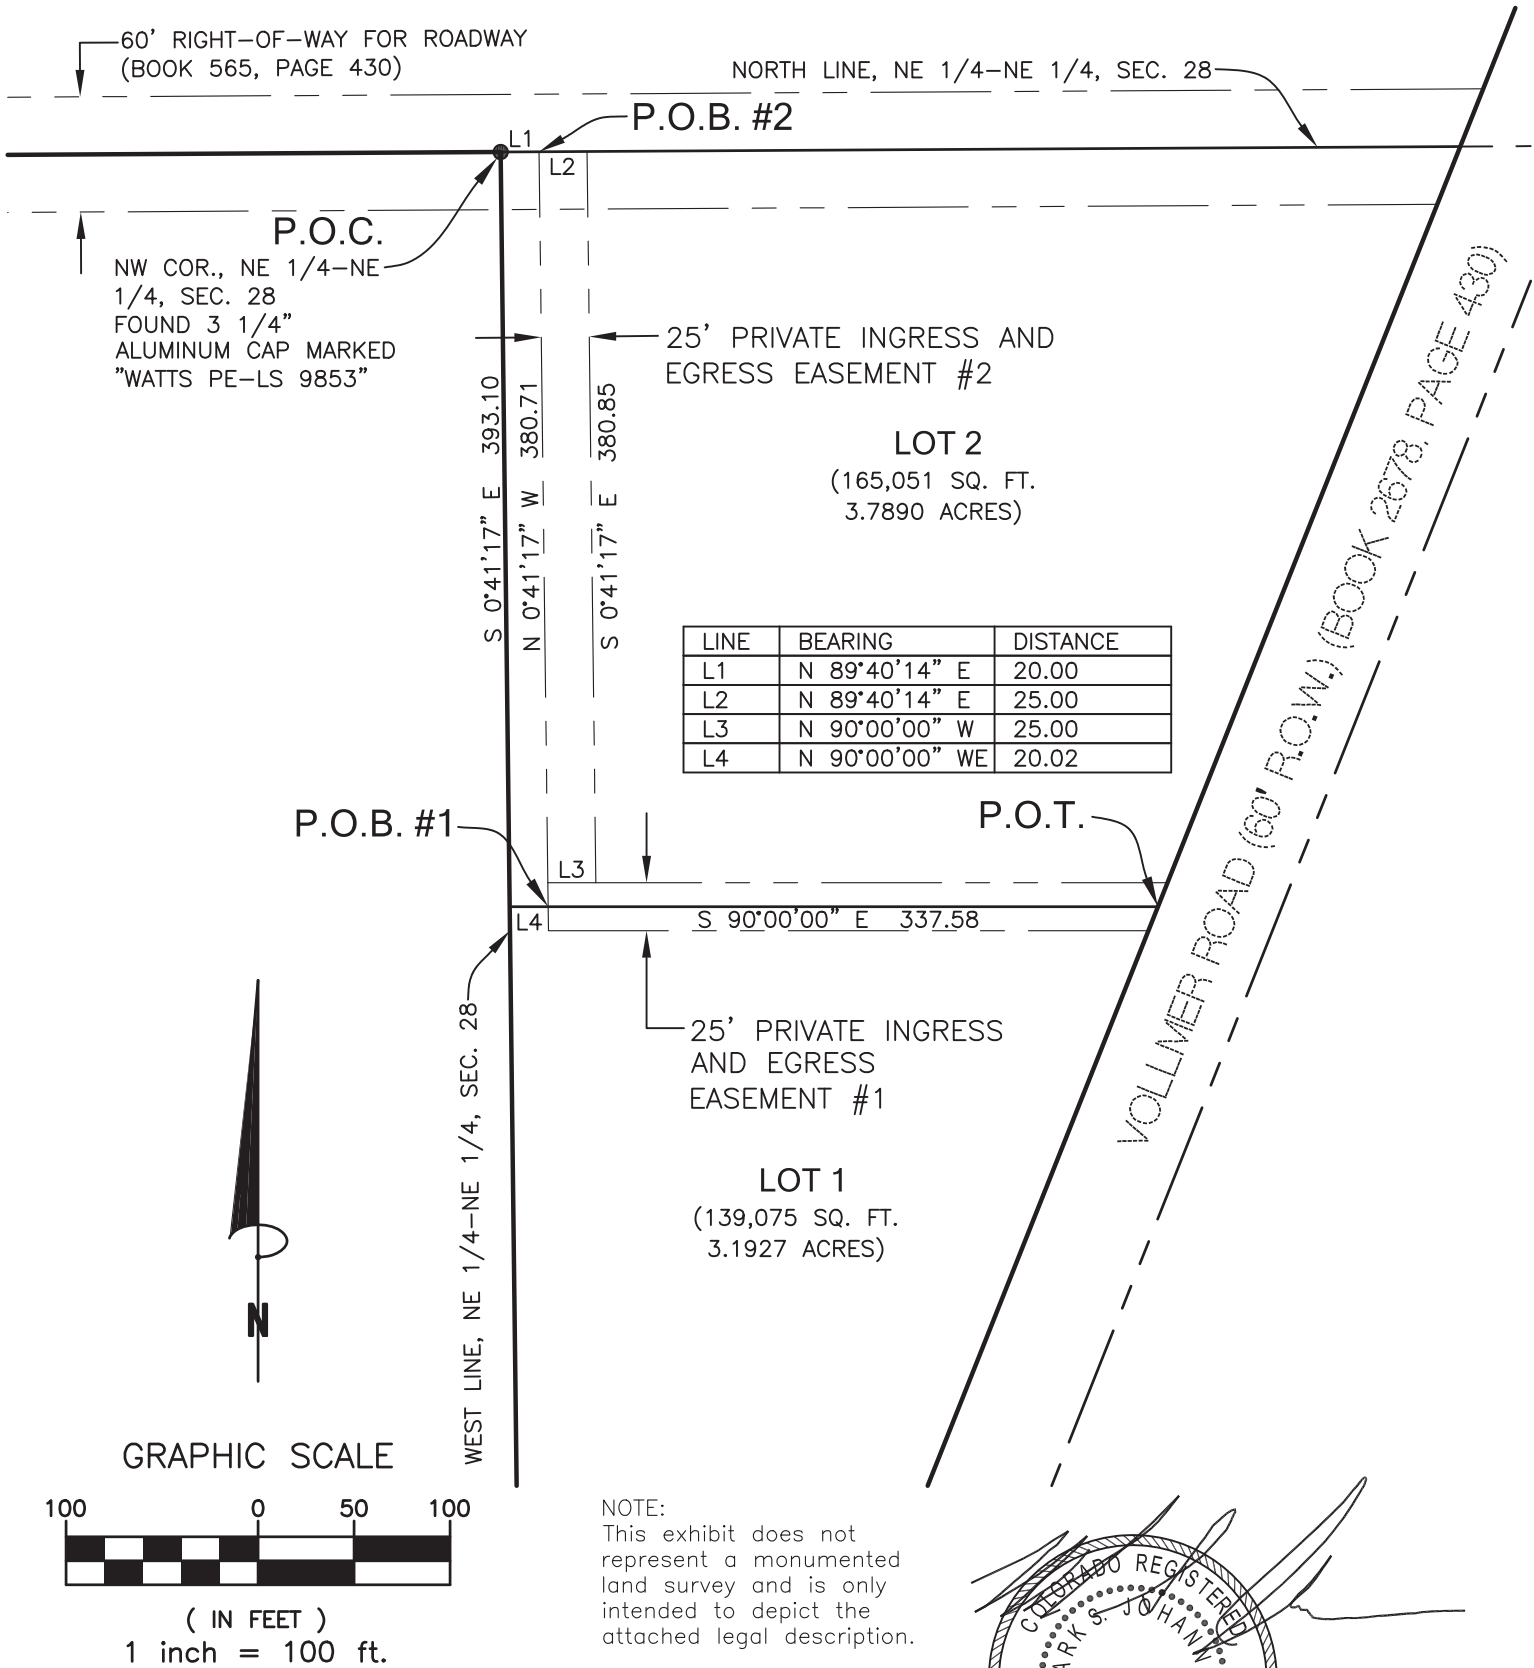 60’ RIGHT-OF-WAY FOR ROADWAY
(BOOK 565, PAGE 430)
NORTH LINE, NE 1/4-NE 1/4, SEC. 28
P.O.B. #2
L1
L2
P.O.C.
NW COR., NE 1/4-NE
1/4, SEC. 28
FOUND 3 1/4”
ALUMINUM CAP MARKED
”WATTS PE-LS 9853”
25’ PRIVATE INGRESS AND
EGRESS EASEMENT #2
S 0°41’17” E 393.10
N 0°41’17” W 380.71
S 0°41’17” E 380.85
LOT 2
(165,051 SQ. FT.
3.7890 ACRES)
VOLLMER ROAD (60' R.O.W.) (BOOK 2678, PAGE 430)
LINE BEARING DISTANCE
L1 N 89°40’14” E 20.00
L2 N 89°40’14” E 25.00
L3 N 90°00’00” W 25.00
L4 N 90°00’00” WE 20.02
P.O.B. #1
P.O.T.
L3
L4
S 90°00’00” E 337.58
WEST LINE, NE 1/4-NE 1/4, SEC. 28
25’ PRIVATE INGRESS
AND EGRESS
EASEMENT #1
LOT 1
(139,075 SQ. FT.
3.1927 ACRES)
N
GRAPHIC SCALE
100 0 50 100
( IN FEET )
1 inch = 100 ft.
NOTE:
This exhibit does not
represent a monumented
land survey and is only
intended to depict the
attached legal description.
COLORADO REGISTERED
ARK S. JOHANN